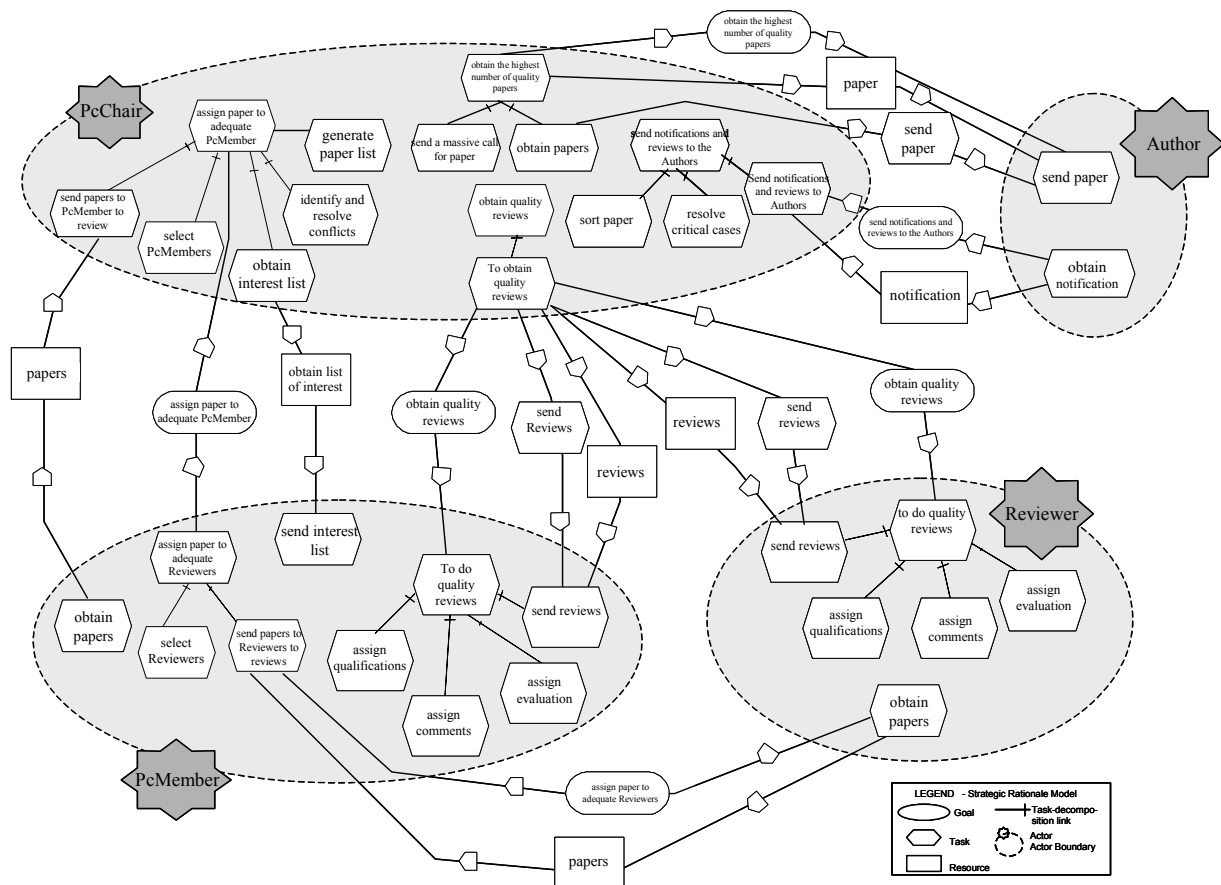 obtain the highest
number of quality
papers
obtain the highest
number of quality
papers
paper
PcChair
assign paper to
adequate
PcMember
generate
paper list
send a massive call
for paper
obtain papers
send notifications and
reviews to the Authors
send
paper
Author
send paper
send papers to
PcMember to
review
select
PcMembers
identify and
resolve
conflicts
obtain
interest list
obtain quality
reviews
sort paper
resolve
critical cases
Send notifications
and reviews to
Authors
send notifications and
reviews to the Authors
obtain
notification
notification
To obtain
quality
reviews
papers
assign paper to
adequate PcMember
obtain list
of interest
obtain quality
reviews
send
Reviews
reviews
reviews
send
reviews
obtain quality
reviews
assign paper to
adequate
Reviewers
send interest
list
To do
quality
reviews
send reviews
send reviews
to do quality
reviews
Reviewer
obtain
papers
select
Reviewers
send papers to
Reviewers to
reviews
assign
qualifications
assign
comments
assign
evaluation
assign
qualifications
assign
comments
assign
evaluation
obtain
papers
PcMember
assign paper to
adequate Reviewers
papers
LEGEND - Strategic Rationale Model
Goal
Task-decompo-
sition link
Task
Actor
Actor Boundary
Resource